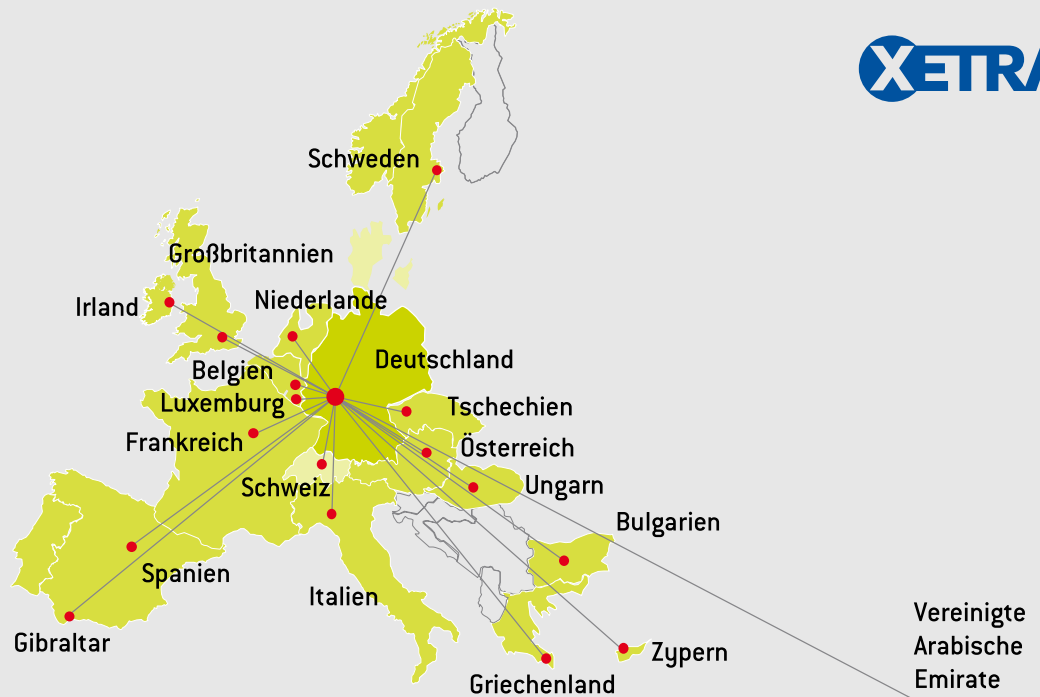 XETRA
Schweden
Großbritannien
Irland
Niederlande
Deutschland
Belgien
Luxemburg
Tschechien
Frankreich
Österreich
Schweiz
Ungarn
Bulgarien
Spanien
Italien
Vereinigte
Arabische
Emirate
Gibraltar
Zypern
Griechenland